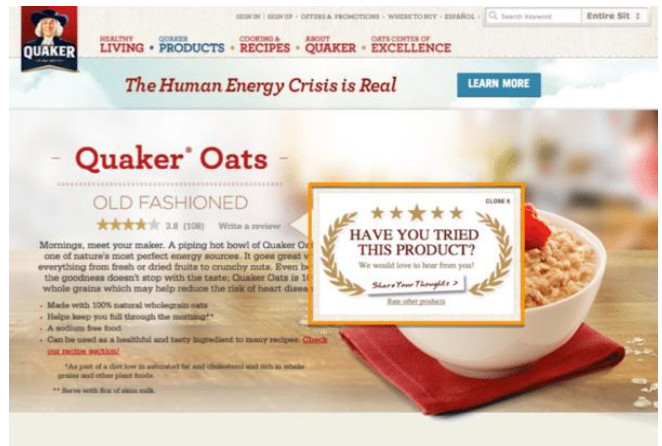 SIGN IN | SIGN UP • OFFERS & PROMOTIONS • WHERE TO BUY • ESPAÑOL •
Search Keyword
Entire Sit
QUAKER
HEALTHY
LIVING •
QUAKER
PRODUCTS •
COOKING &
RECIPES •
ABOUT
QUAKER •
OATS CENTER OF
EXCELLENCE
The Human Energy Crisis is Real
LEARN MORE
Quaker® Oats
OLD FASHIONED
3.8 (108) Write a review
Mornings, meet your maker. A piping hot bowl of Quaker O
one of nature's most perfect energy sources. It goes great
everything from fresh or dried fruits to crunchy nuts. Even
the goodness doesn't stop with the taste; Quaker Oats is
whole grains which may help reduce the risk of heart
• Made with 100% natural wholegrain oats
• Helps keep you full through the morning**
• A sodium free food
• Can be used as a healthful and tasty ingredient to many recipes. Check
our recipe section!
*As part of a diet low in saturated fat and cholesterol and rich in whole
grains and other plant foods.
** Serve with 8oz of skim milk.
CLOSE X
HAVE YOU TRIED
THIS PRODUCT?
We would love to hear from you!
Share Your Thoughts >
Rate other products